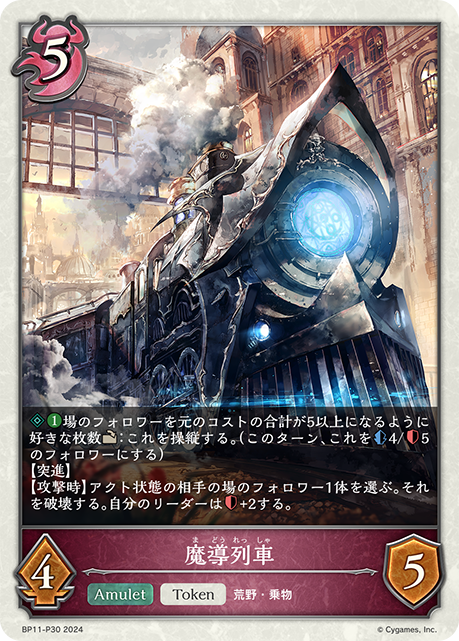 5
①場のフォロワーを元のコストの合計が5以上になるように
好きな枚数：これを操縦する。(このターン、これを4/5
のフォロワーにする)
【突進】
【攻撃時】アクト状態の相手の場のフォロワー1体を選ぶ。それ
を破壊する。自分のリーダーは+2する。
まどうれっしゃ
魔導列車
4
5
Amulet Token 荒野・乗物
BP11-P30 2024
© Cygames, Inc.